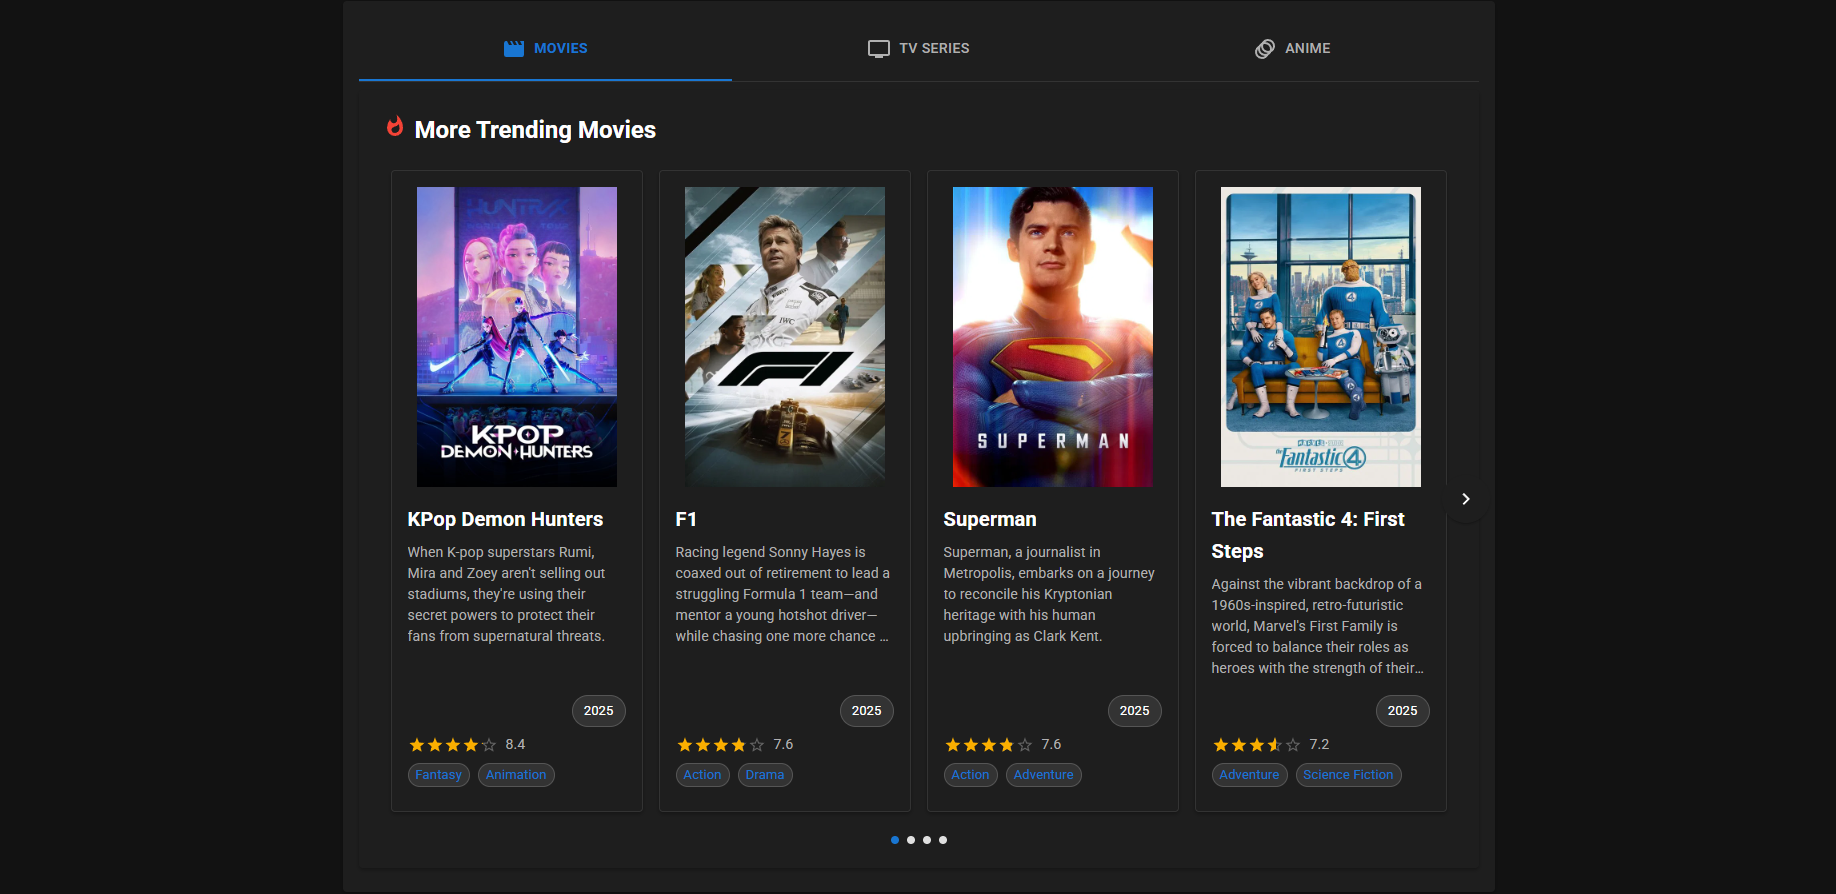 MOVIES
TV SERIES
ANIME
More Trending Movies
HUNTR/X
K-POP
DEMON HUNTERS
IWC
F1
SUPERMAN
MARVEL
The Fantastic 4
FIRST STEPS
KPop Demon Hunters
When K-pop superstars Rumi,
Mira and Zoey aren't selling out
stadiums, they're using their
secret powers to protect their
fans from supernatural threats.
2025
8.4
Fantasy
Animation
F1
Racing legend Sonny Hayes is
coaxed out of retirement to lead a
struggling Formula 1 team—and
mentor a young hotshot driver—
while chasing one more chance ...
2025
7.6
Action
Drama
Superman
Superman, a journalist in
Metropolis, embarks on a journey
to reconcile his Kryptonian
heritage with his human
upbringing as Clark Kent.
2025
7.6
Action
Adventure
The Fantastic 4: First
Steps
Against the vibrant backdrop of a
1960s-inspired, retro-futuristic
world, Marvel's First Family is
forced to balance their roles as
heroes with the strength of their...
2025
7.2
Adventure
Science Fiction